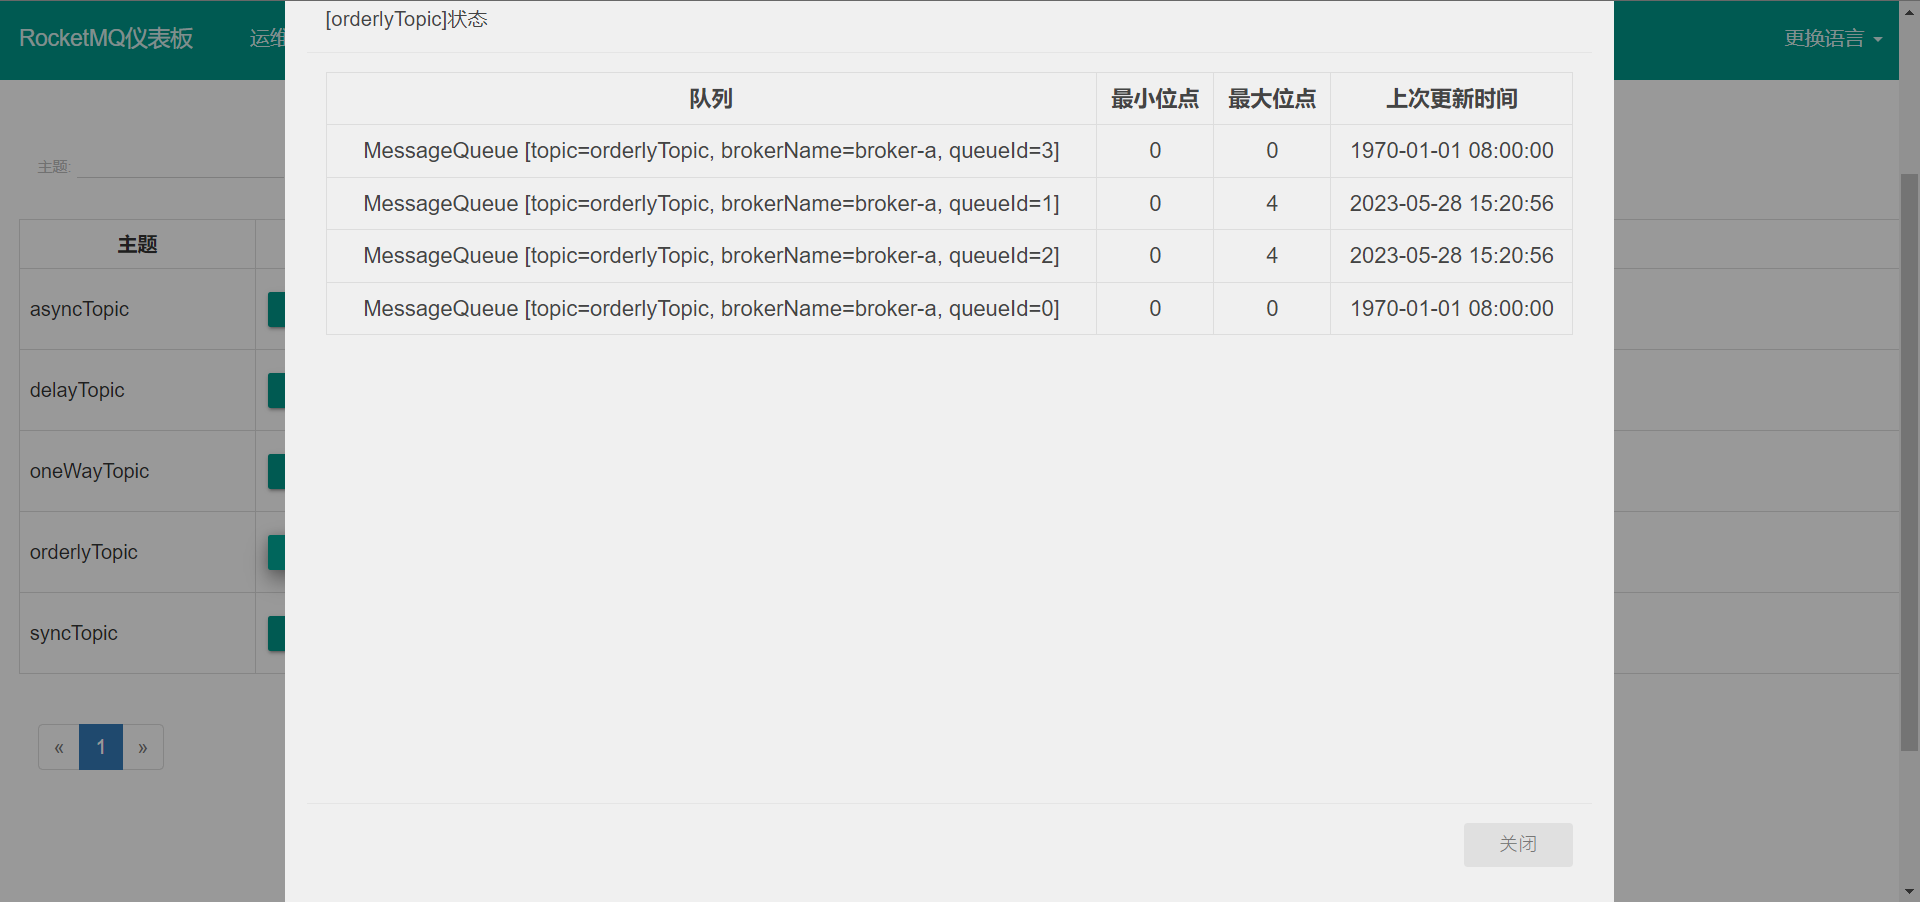 RocketMQ仪表板
运维
更换语言
[orderlyTopic]状态
队列 最小位点 最大位点 上次更新时间
MessageQueue [topic=orderlyTopic, brokerName=broker-a, queueId=3] 0 0 1970-01-01 08:00:00
MessageQueue [topic=orderlyTopic, brokerName=broker-a, queueId=1] 0 4 2023-05-28 15:20:56
MessageQueue [topic=orderlyTopic, brokerName=broker-a, queueId=2] 0 4 2023-05-28 15:20:56
MessageQueue [topic=orderlyTopic, brokerName=broker-a, queueId=0] 0 0 1970-01-01 08:00:00
主题:
主题
asyncTopic
delayTopic
oneWayTopic
orderlyTopic
syncTopic
« 1 »
关闭